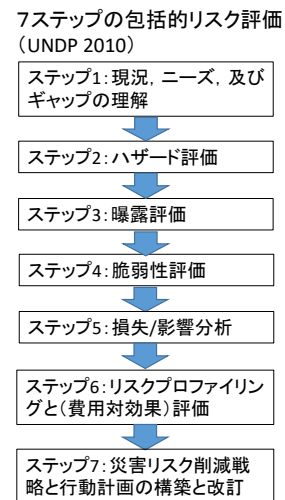 7ステップの包括的リスク評価
（UNDP 2010）
ステップ1：現況，ニーズ，及び
ギャップの理解
ステップ2：ハザード評価
ステップ3：曝露評価
ステップ4：脆弱性評価
ステップ5：損失/影響分析
ステップ6：リスクプロファイリン
グと（費用対効果）評価
ステップ7：災害リスク削減戦
略と行動計画の構築と改訂